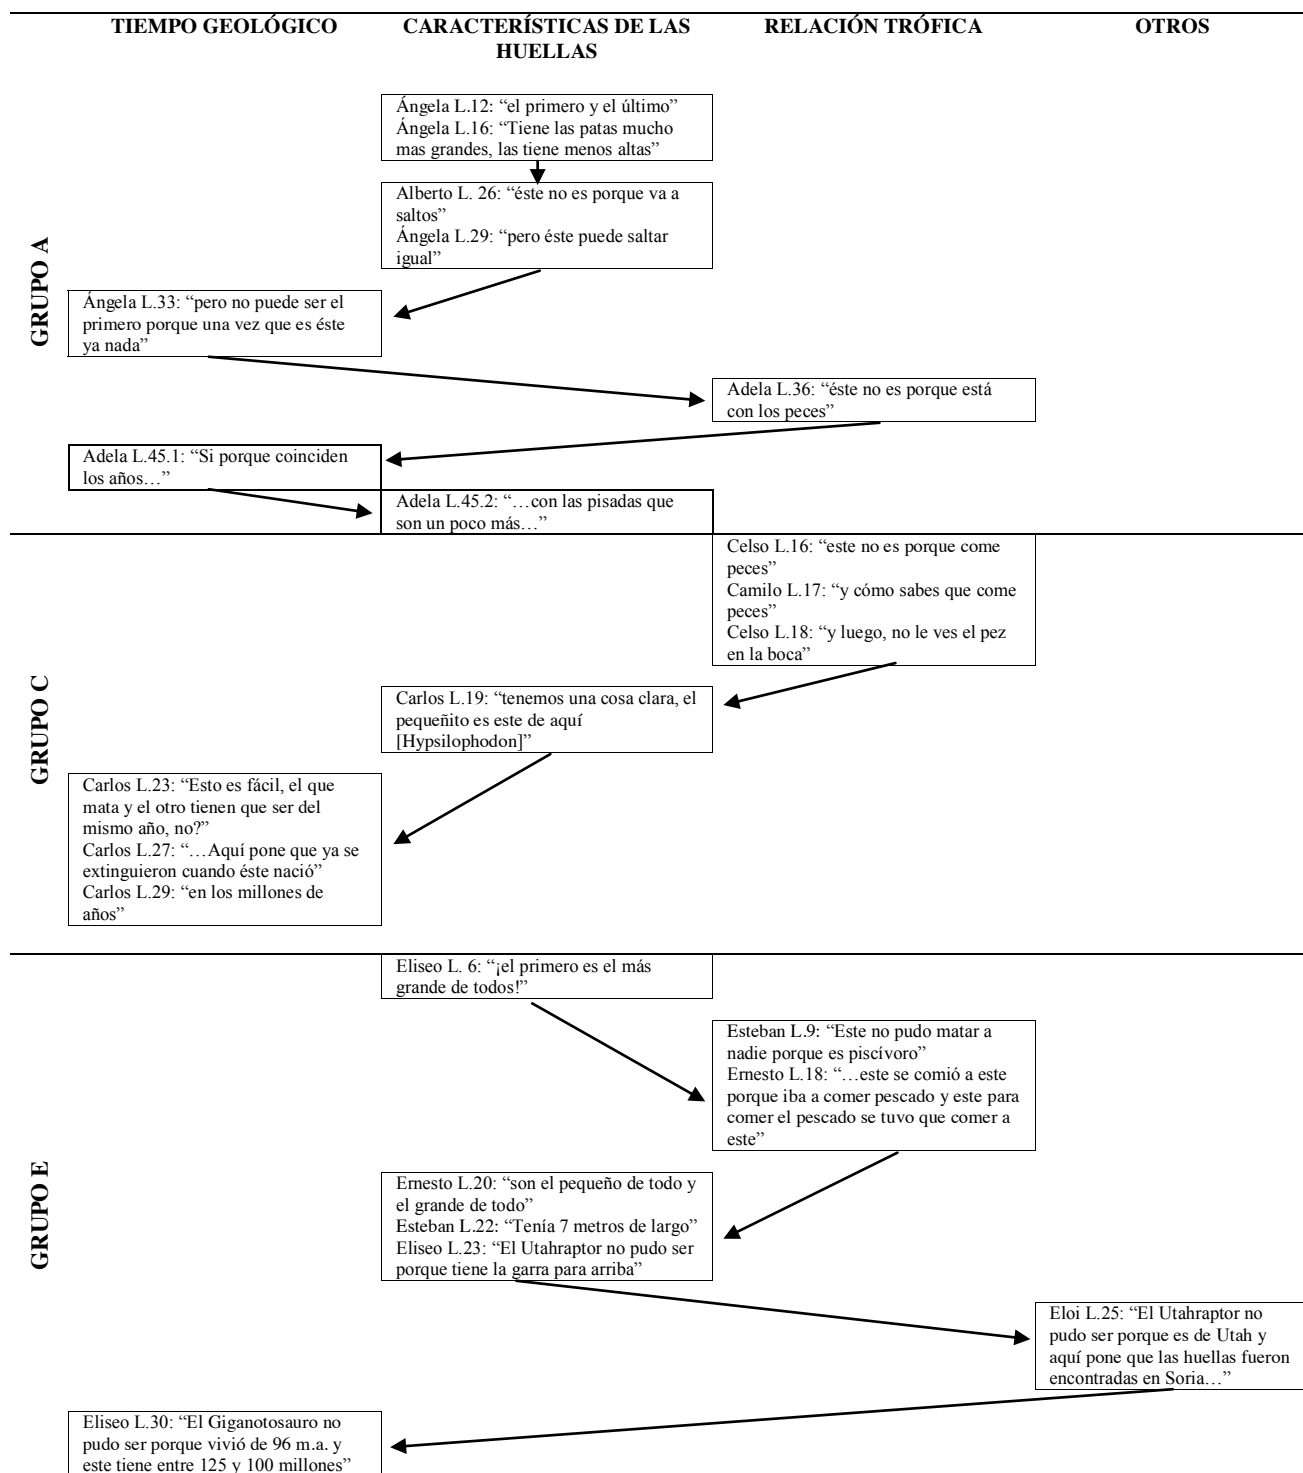 TIEMPO GEOLÓGICO
CARACTERÍSTICAS DE LAS
HUELLAS
RELACIÓN TRÓFICA
OTROS
GRUPO A
Ángela L.12: “el primero y el último”
Ángela L.16: “Tiene las patas mucho
mas grandes, las tiene menos altas”
Alberto L. 26: “éste no es porque va a
saltos”
Ángela L.29: “pero éste puede saltar
igual”
Ángela L.33: “pero no puede ser el
primero porque una vez que es éste
ya nada”
Adela L.36: “éste no es porque está
con los peces”
Adela L.45.1: “Si porque coinciden
los años…”
Adela L.45.2: “…con las pisadas que
son un poco más…”
GRUPO C
Celso L.16: “este no es porque come
peces”
Camilo L.17: “y cómo sabes que come
peces”
Celso L.18: “y luego, no le ves el pez
en la boca”
Carlos L.19: “tenemos una cosa clara, el
pequeñito es este de aquí
[Hypsilophodon]”
Carlos L.23: “Esto es fácil, el que
mata y el otro tienen que ser del
mismo año, no?”
Carlos L.27: “…Aquí pone que ya se
extinguieron cuando éste nació”
Carlos L.29: “en los millones de
años”
GRUPO E
Eliseo L. 6: “¡el primero es el más
grande de todos!”
Esteban L.9: “Este no pudo matar a
nadie porque es piscívoro”
Ernesto L.18: “…este se comió a este
porque iba a comer pescado y este para
comer el pescado se tuvo que comer a
este”
Ernesto L.20: “son el pequeño de todo y
el grande de todo”
Esteban L.22: “Tenía 7 metros de largo”
Eliseo L.23: “El Utahraptor no pudo ser
porque tiene la garra para arriba”
Eloi L.25: “El Utahraptor no
pudo ser porque es de Utah y
aquí pone que las huellas fueron
encontradas en Soria…”
Eliseo L.30: “El Giganotosauro no
pudo ser porque vivió de 96 m.a. y
este tiene entre 125 y 100 millones”